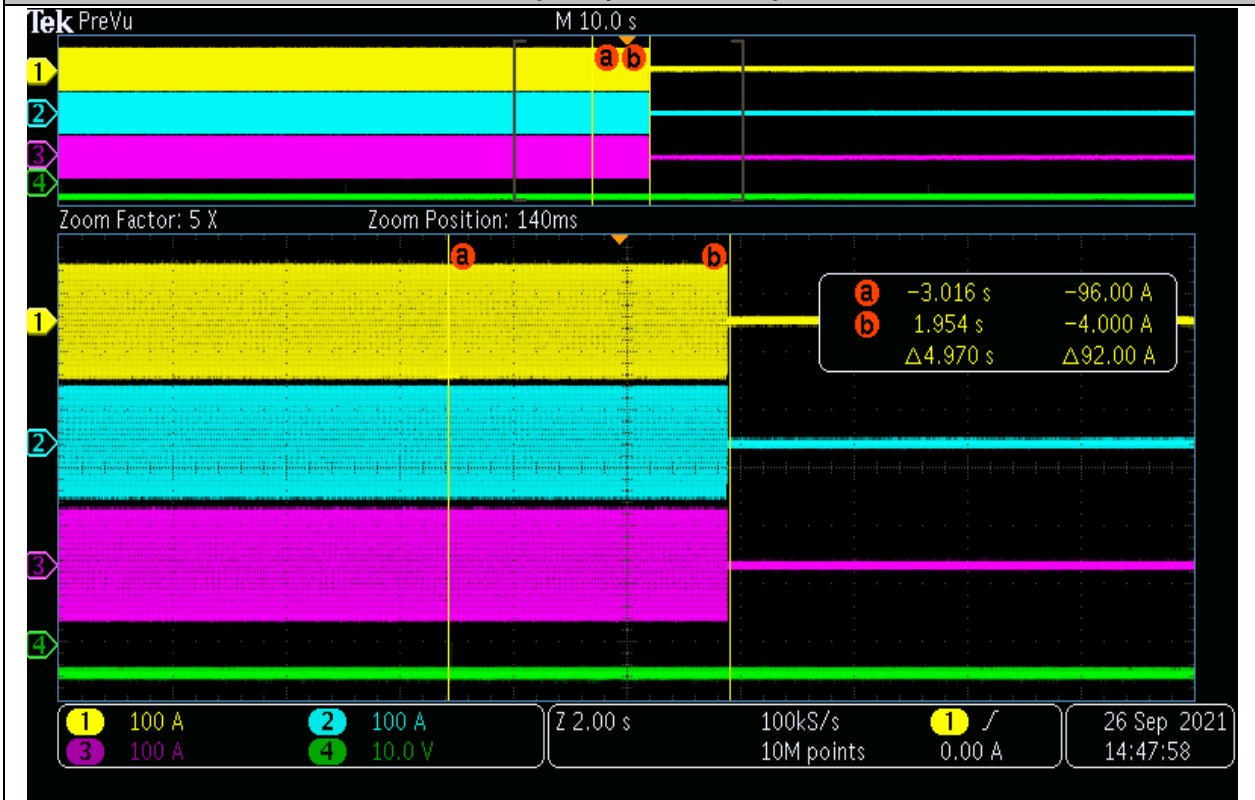 Tek PreVu M 10.0 s
a b
1
2
3
4
Zoom Factor: 5 X Zoom Position: 140ms
a b
a −3.016 s −96.00 A
b 1.954 s −4.000 A
△4.970 s △92.00 A
1
2
3
4
1 100 A 2 100 A Z 2.00 s 100kS/s 1 26 Sep 2021
3 100 A 4 10.0 V 10M points 0.00 A 14:47:58